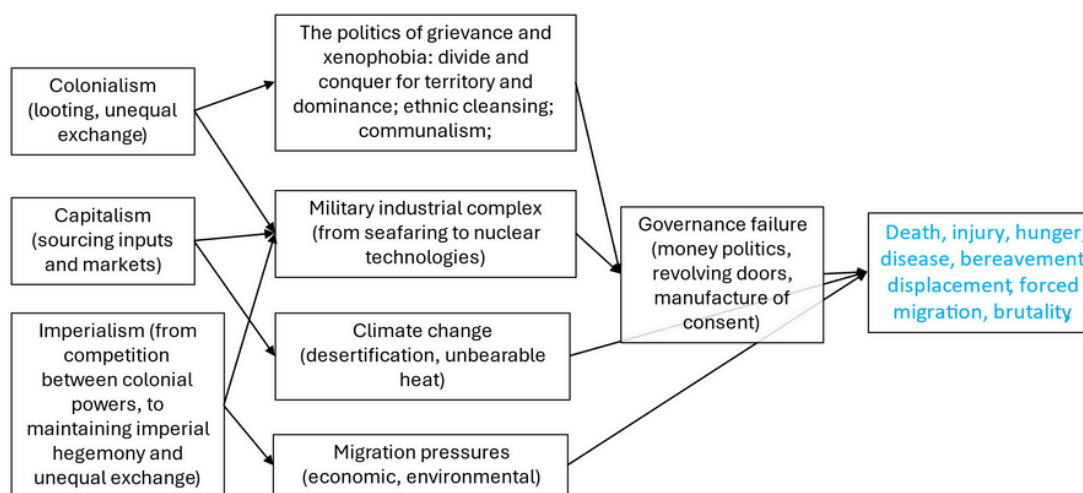 Colonialism
(looting, unequal
exchange)
Capitalism
(sourcing inputs
and markets)
Imperialism (from
competition
between colonial
powers, to
maintaining imperial
hegemony and
unequal exchange)
The politics of grievance and
xenophobia: divide and
conquer for territory and
dominance; ethnic cleansing;
communalism;
Military industrial complex
(from seafaring to nuclear
technologies)
Climate change
(desertification, unbearable
heat)
Migration pressures
(economic, environmental)
Governance failure
(money politics,
revolving doors,
manufacture of
consent)
Death, injury, hunger,
disease, bereavement,
displacement, forced
migration, brutality,